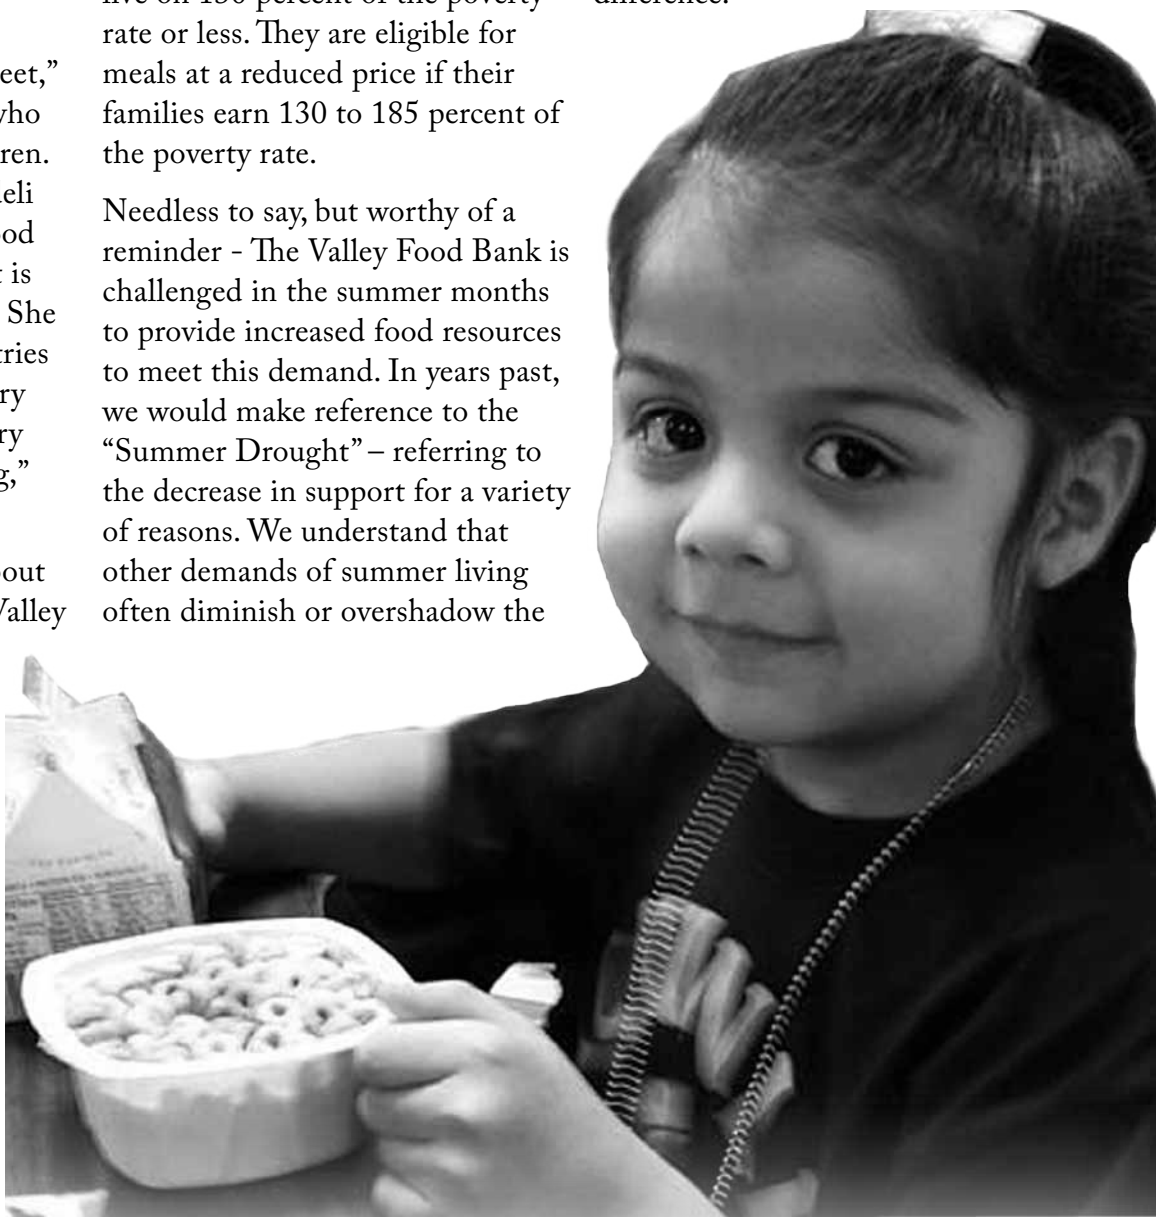 eet,”
who
ren.
eli
od
t is
She
tries
ry
ry
g,”
out
Valley
live on 130 percent of the poverty
rate or less. They are eligible for
meals at a reduced price if their
families earn 130 to 185 percent of
the poverty rate.
Needless to say, but worthy of a
reminder - The Valley Food Bank is
challenged in the summer months
to provide increased food resources
to meet this demand. In years past,
we would make reference to the
“Summer Drought” – referring to
the decrease in support for a variety
of reasons. We understand that
other demands of summer living
often diminish or overshadow the
difference.